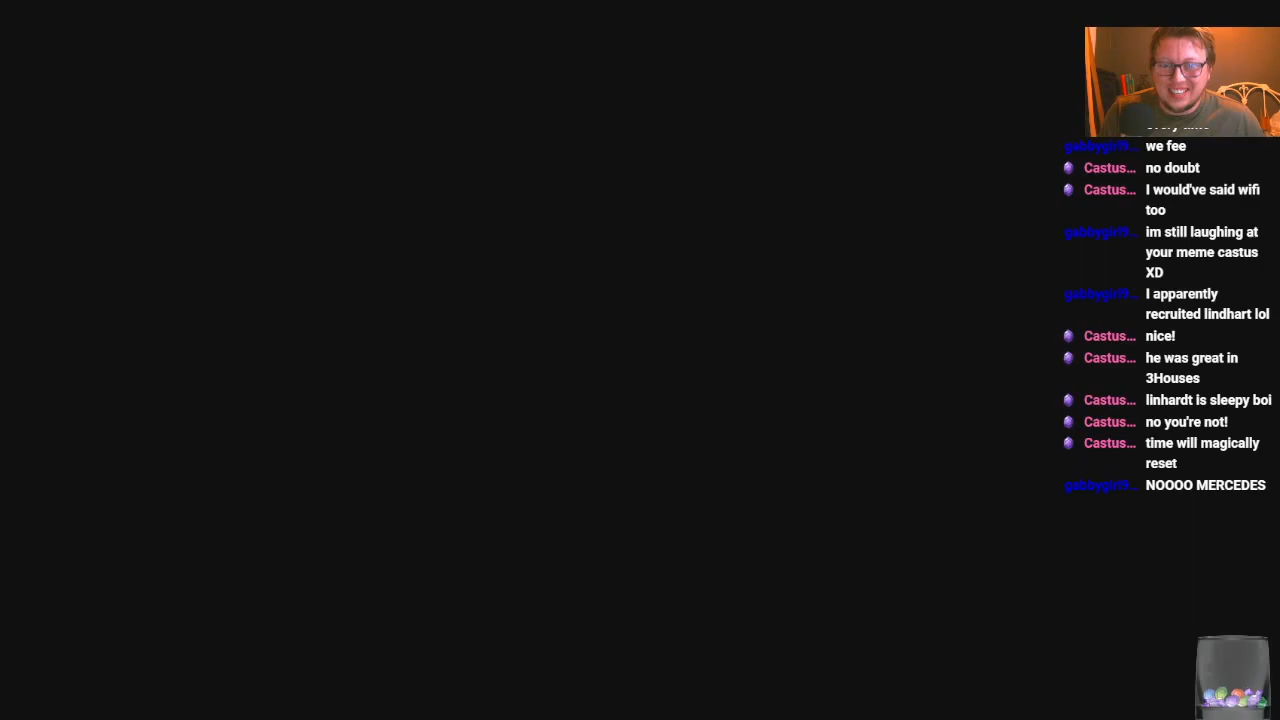 we fee
Castus... no doubt
Castus... I would've said wifi
too
im still laughing at
your meme castus
XD
I apparently
recruited lindhart lol
Castus... nice!
Castus... he was great in
3Houses
Castus... linhardt is sleepy boi
Castus... no you're not!
Castus... time will magically
reset
NOOOO MERCEDES